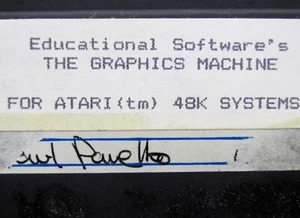 Educational Software's
THE GRAPHICS MACHINE
FOR ATARI(tm) 48K SYSTEMS